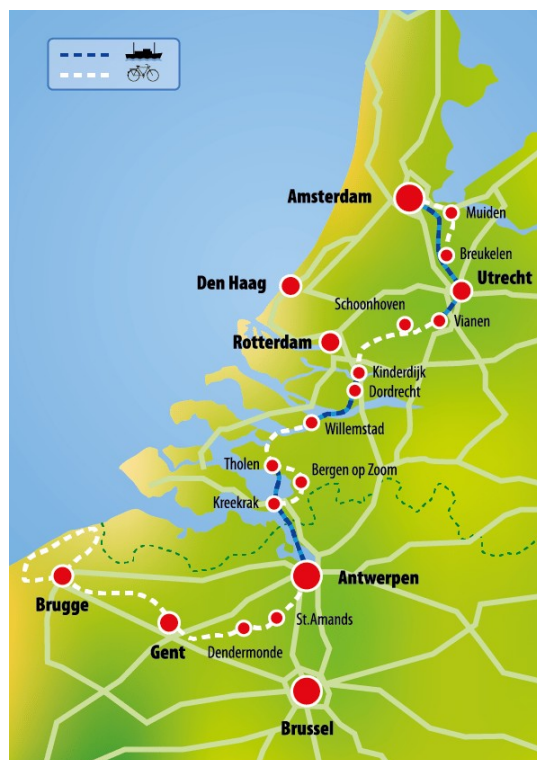 Amsterdam
Muiden
Breukelen
Den Haag
Utrecht
Schoonhoven
Vianen
Rotterdam
Kinderdijk
Dordrecht
Willemstad
Tholen
Bergen op Zoom
Kreekrak
Antwerpen
Brugge
St.Amands
Gent
Dendermonde
Brussel